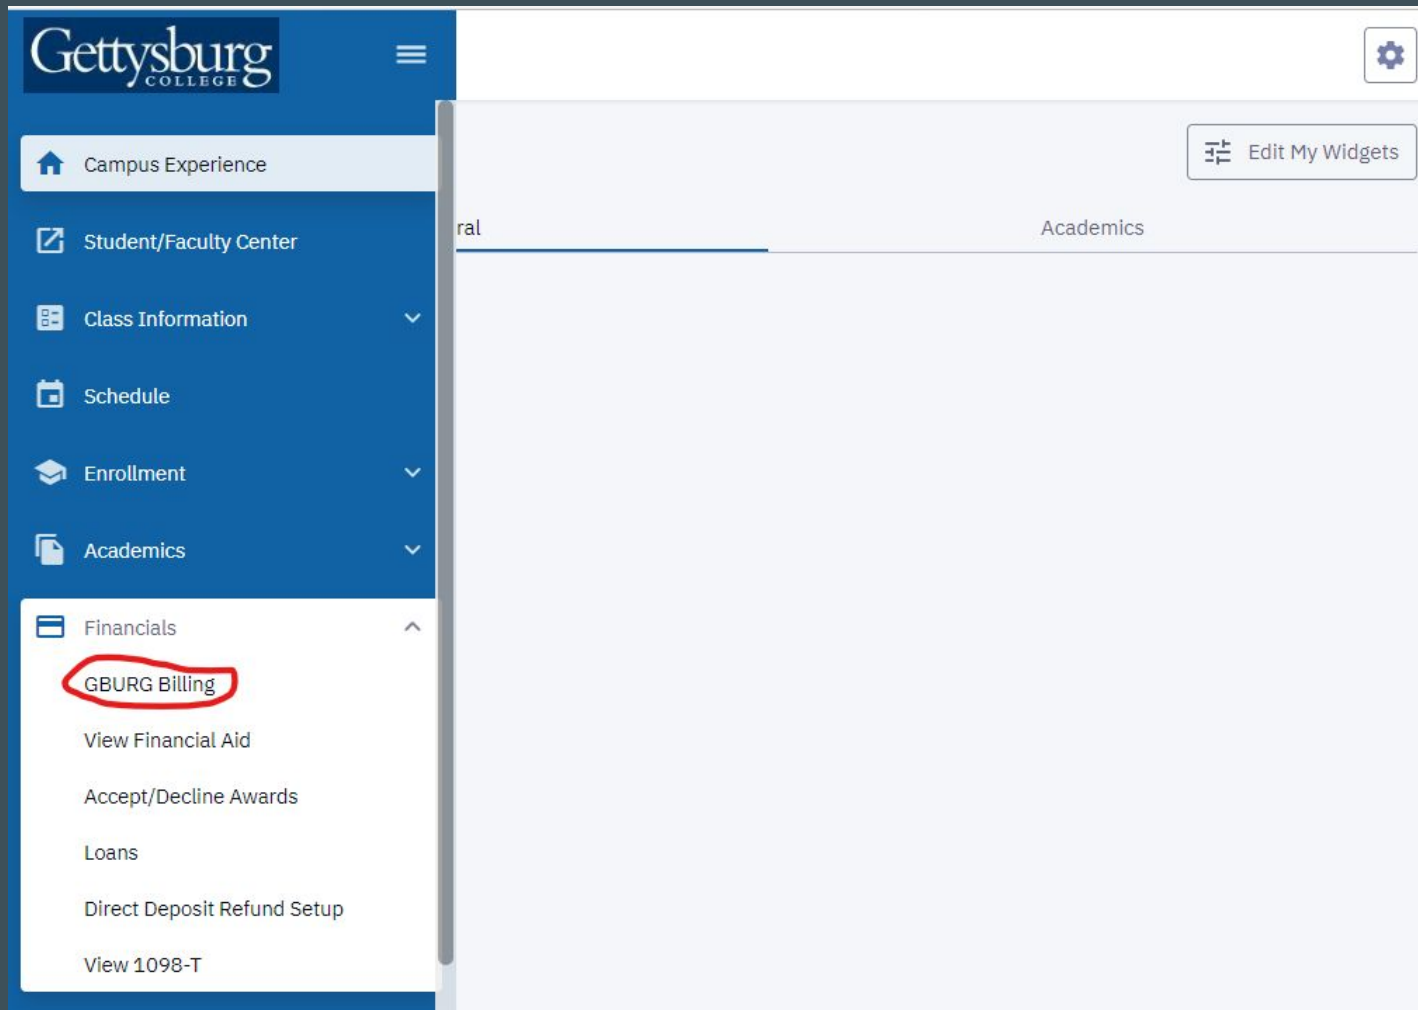 Gettysburg
COLLEGE
Edit My Widgets
Campus Experience
ral
Academics
Student/Faculty Center
Class Information
Schedule
Enrollment
Academics
Financials
GBURG Billing
View Financial Aid
Accept/Decline Awards
Loans
Direct Deposit Refund Setup
View 1098-T